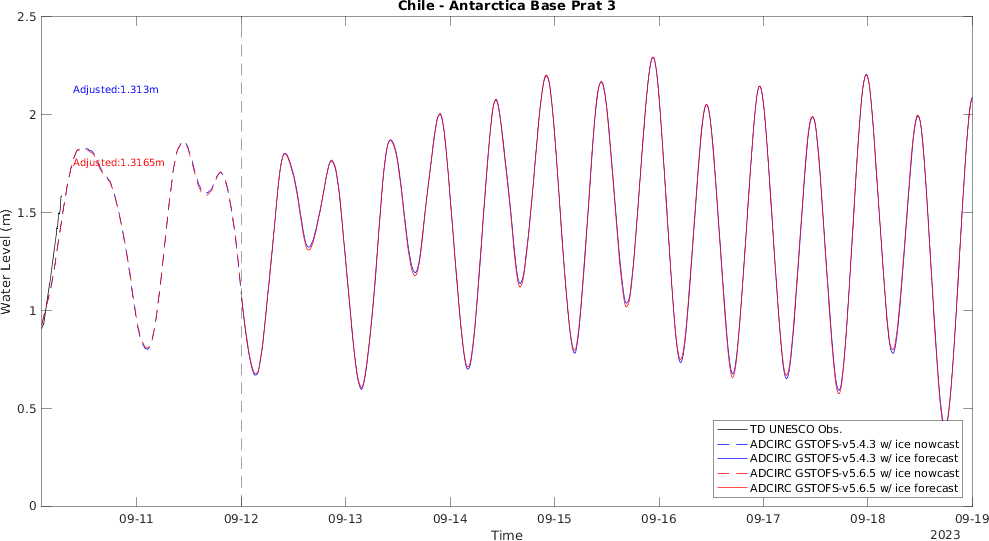 Chile - Antarctica Base Prat 3
2.5
Adjusted:1.313m
2
Adjusted:1.3165m
1.5
Water Level (m)
1
0.5
TD UNESCO Obs.
ADCIRC GSTOFS-v5.4.3 w/ ice nowcast
ADCIRC GSTOFS-v5.4.3 w/ ice forecast
ADCIRC GSTOFS-v5.6.5 w/ ice nowcast
ADCIRC GSTOFS-v5.6.5 w/ ice forecast
0
09-11 09-12 09-13 09-14 09-15 09-16 09-17 09-18 09-19
Time
2023